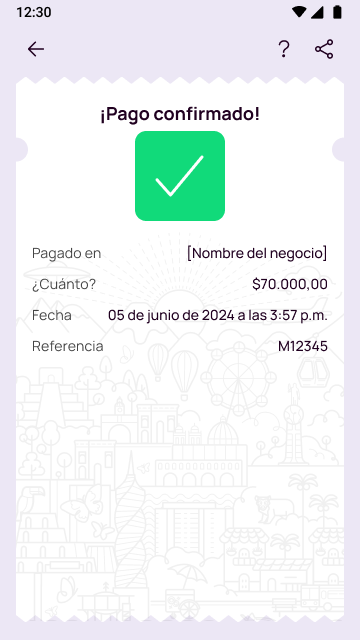 12:30
¡Pago confirmado!
Pagado en [Nombre del negocio]
¿Cuánto? $70.000,00
Fecha 05 de junio de 2024 a las 3:57 p.m.
Referencia M12345